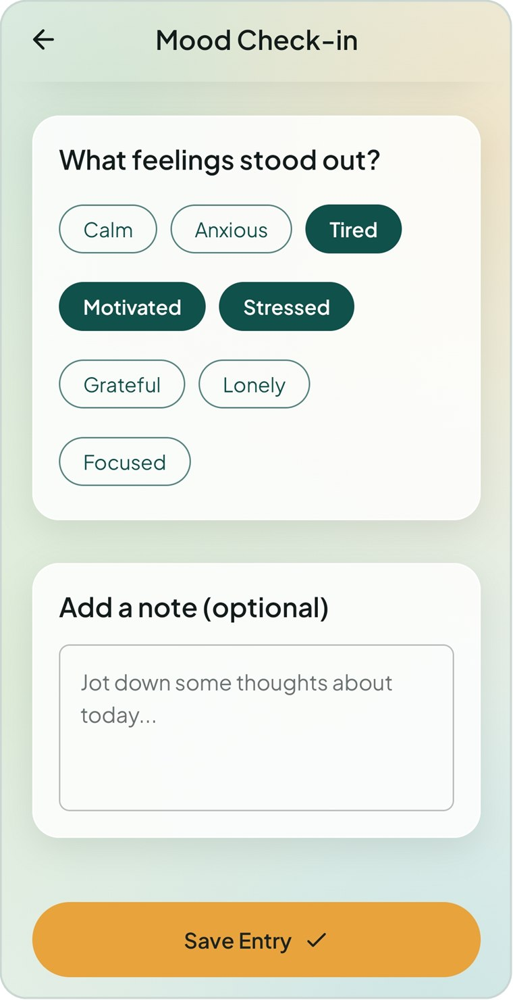 Mood Check-in
What feelings stood out?
Calm Anxious Tired
Motivated Stressed
Grateful Lonely
Focused
Add a note (optional)
Jot down some thoughts about
today...
Save Entry